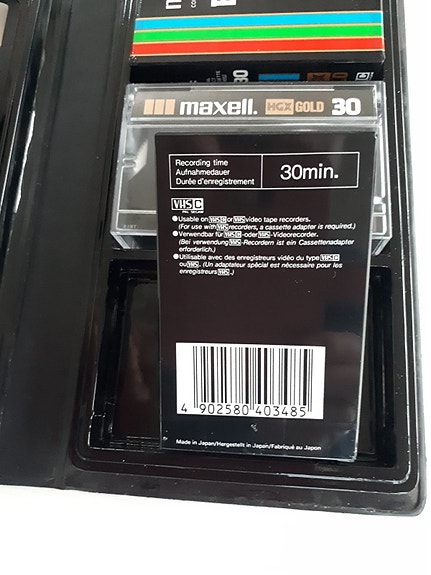 30
maxell. HGX GOLD 30
Recording time
Aufnahmedauer
Durée d'enregistrement
30min.
VHS C
PAL SECAM
●Usable on VHS C or VHS video tape recorders.
(For use with VHS recorders, a cassette adapter is required.)
●Verwendbar für VHS C -oder VHS -Videorecorder.
(Bei verwendung VHS -Recordern ist ein Cassettenadapter
erforderlich.)
●Utilisable avec des enregistreurs vidéo du type VHS C
ou VHS. (Un adaptateur spécial est nécessaire pour les
enregistreurs VHS.)
4 902580 403485
Made in Japan/Hergestellt in Japan/Fabriqué au Japon